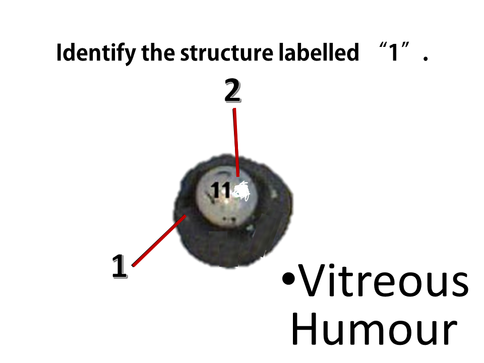 Identify the structure labelled “1”.
2
11
1
•Vitreous
Humour